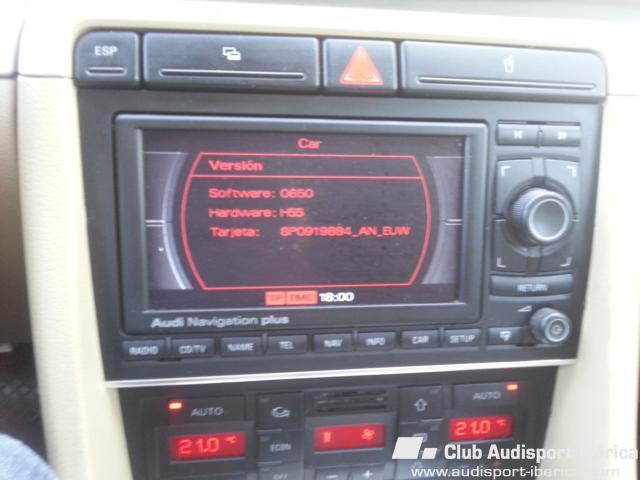 ESP
Car
Versión
Software: 0650
Hardware: H55
Tarjeta: 8P0919884_AN_EUW
TP TMC 18:00
RETURN
Audi Navigation plus
RADIO CD/TV NAME TEL NAV INFO CAR SETUP
AUTO AUTO
21.0 °C 21.0 °C
ECON
OFF
Club Audisport Ibérica
www.audisport-iberica.com